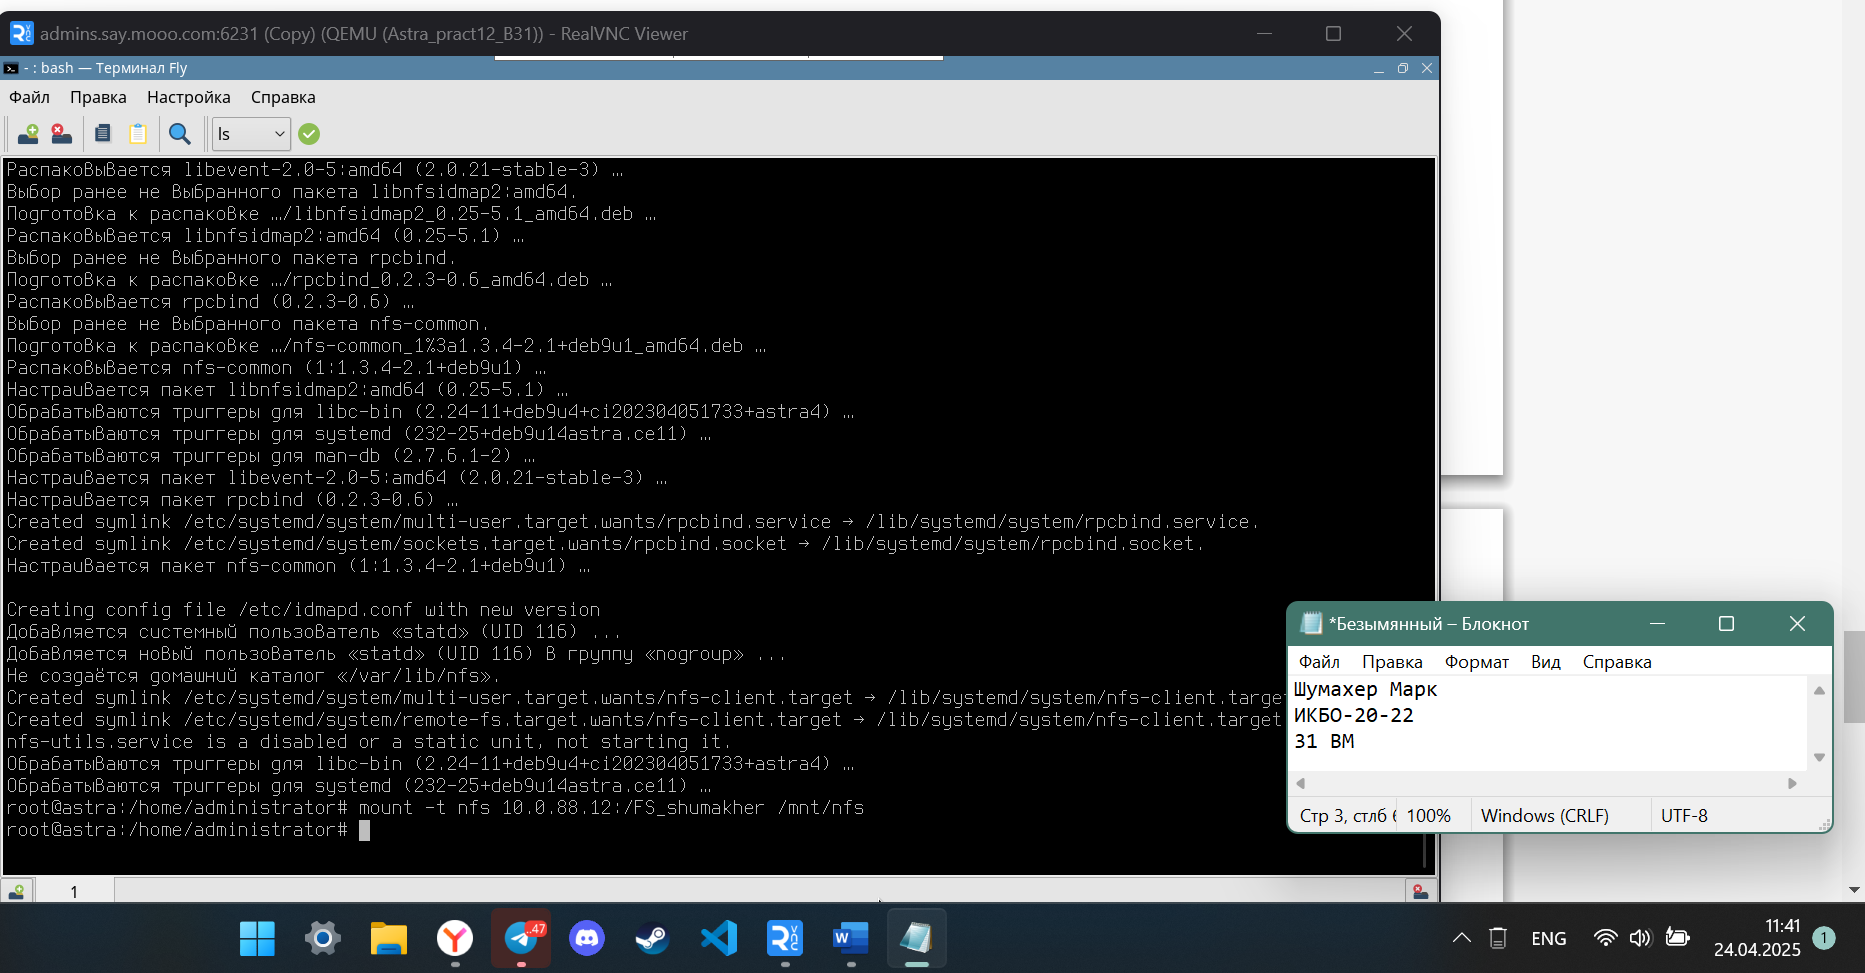 admins.say.mooo.com:6231 (Copy) (QEMU (Astra_pract12_B31)) - RealVNC Viewer
- : bash — Терминал Fly
Файл Правка Настройка Справка
ls
Распаковывается libevent-2.0-5:amd64 (2.0.21-stable-3) …
Выбор ранее не выбранного пакета libnfsidmap2:amd64.
Подготовка к распаковке …/libnfsidmap2_0.25-5.1_amd64.deb …
Распаковывается libnfsidmap2:amd64 (0.25-5.1) …
Выбор ранее не выбранного пакета rpcbind.
Подготовка к распаковке …/rpcbind_0.2.3-0.6_amd64.deb …
Распаковывается rpcbind (0.2.3-0.6) …
Выбор ранее не выбранного пакета nfs-common.
Подготовка к распаковке …/nfs-common_1%3a1.3.4-2.1+deb9u1_amd64.deb …
Распаковывается nfs-common (1:1.3.4-2.1+deb9u1) …
Настраивается пакет libnfsidmap2:amd64 (0.25-5.1) …
Обрабатываются триггеры для libc-bin (2.24-11+deb9u4+ci202304051733+astra4) …
Обрабатываются триггеры для systemd (232-25+deb9u14astra.ce11) …
Обрабатываются триггеры для man-db (2.7.6.1-2) …
Настраивается пакет libevent-2.0-5:amd64 (2.0.21-stable-3) …
Настраивается пакет rpcbind (0.2.3-0.6) …
Created symlink /etc/systemd/system/multi-user.target.wants/rpcbind.service → /lib/systemd/system/rpcbind.service.
Created symlink /etc/systemd/system/sockets.target.wants/rpcbind.socket → /lib/systemd/system/rpcbind.socket.
Настраивается пакет nfs-common (1:1.3.4-2.1+deb9u1) …
Creating config file /etc/idmapd.conf with new version
Добавляется системный пользователь «statd» (UID 116) ...
Добавляется новый пользователь «statd» (UID 116) в группу «nogroup» ...
Не создаётся домашний каталог «/var/lib/nfs».
Created symlink /etc/systemd/system/multi-user.target.wants/nfs-client.target → /lib/systemd/system/nfs-client.target
Created symlink /etc/systemd/system/remote-fs.target.wants/nfs-client.target → /lib/systemd/system/nfs-client.target
nfs-utils.service is a disabled or a static unit, not starting it.
Обрабатываются триггеры для libc-bin (2.24-11+deb9u4+ci202304051733+astra4) …
Обрабатываются триггеры для systemd (232-25+deb9u14astra.ce11) …
root@astra:/home/administrator# mount -t nfs 10.0.88.12:/FS_shumakher /mnt/nfs
root@astra:/home/administrator#
1
*Безымянный – Блокнот
Файл Правка Формат Вид Справка
Шумахер Марк
ИКБО-20-22
31 ВМ
Стр 3, стлб 100% Windows (CRLF) UTF-8
..47
ENG
11:41
24.04.2025
1